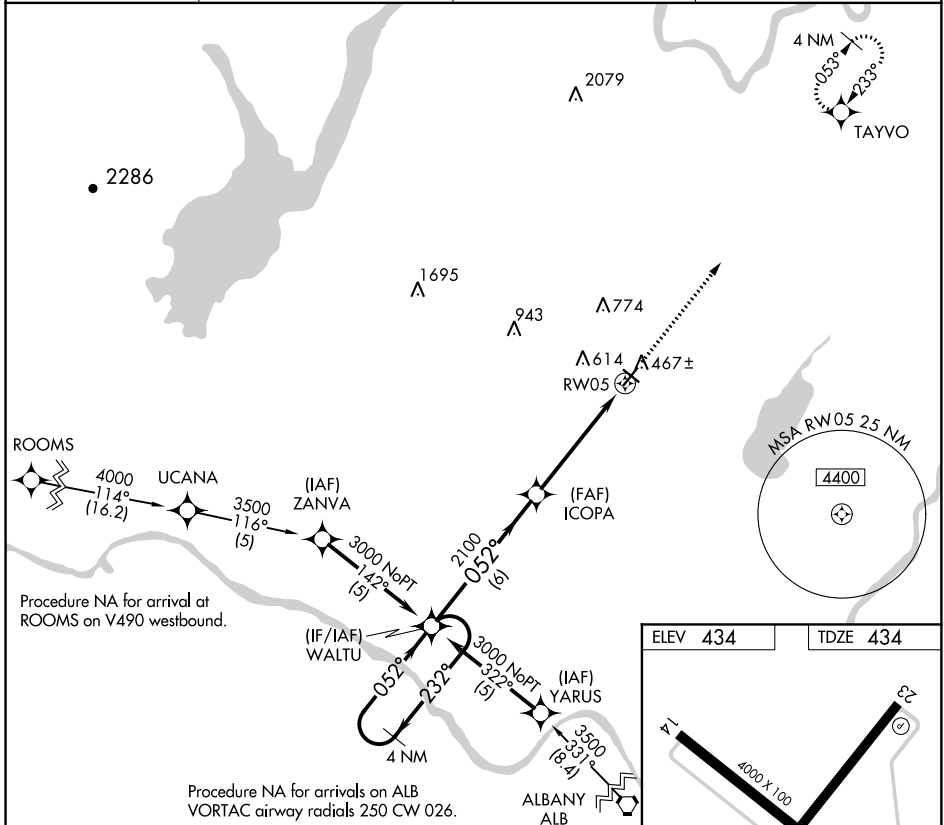 4 NM
053°
233°
TAYVO
2079
2286
1695
943
774
614
467±
RW05
ROOMS
4000
114°
(16.2)
UCANA
3500
116°
(5)
(IAF)
ZANVA
3000 NoPT
142°
(5)
(FAF)
ICOPA
2100
052°
(6)
MSA RW05 25 NM
4400
Procedure NA for arrival at
ROOMS on V490 westbound.
(IF/IAF)
WALTU
052°
232°
4 NM
3000 NoPT
322°
(5)
(IAF)
YARUS
3500
331°
(8.4)
ALBANY
ALB
Procedure NA for arrivals on ALB
VORTAC airway radials 250 CW 026.
ELEV 434
TDZE 434
14
23
P
4000 X 100